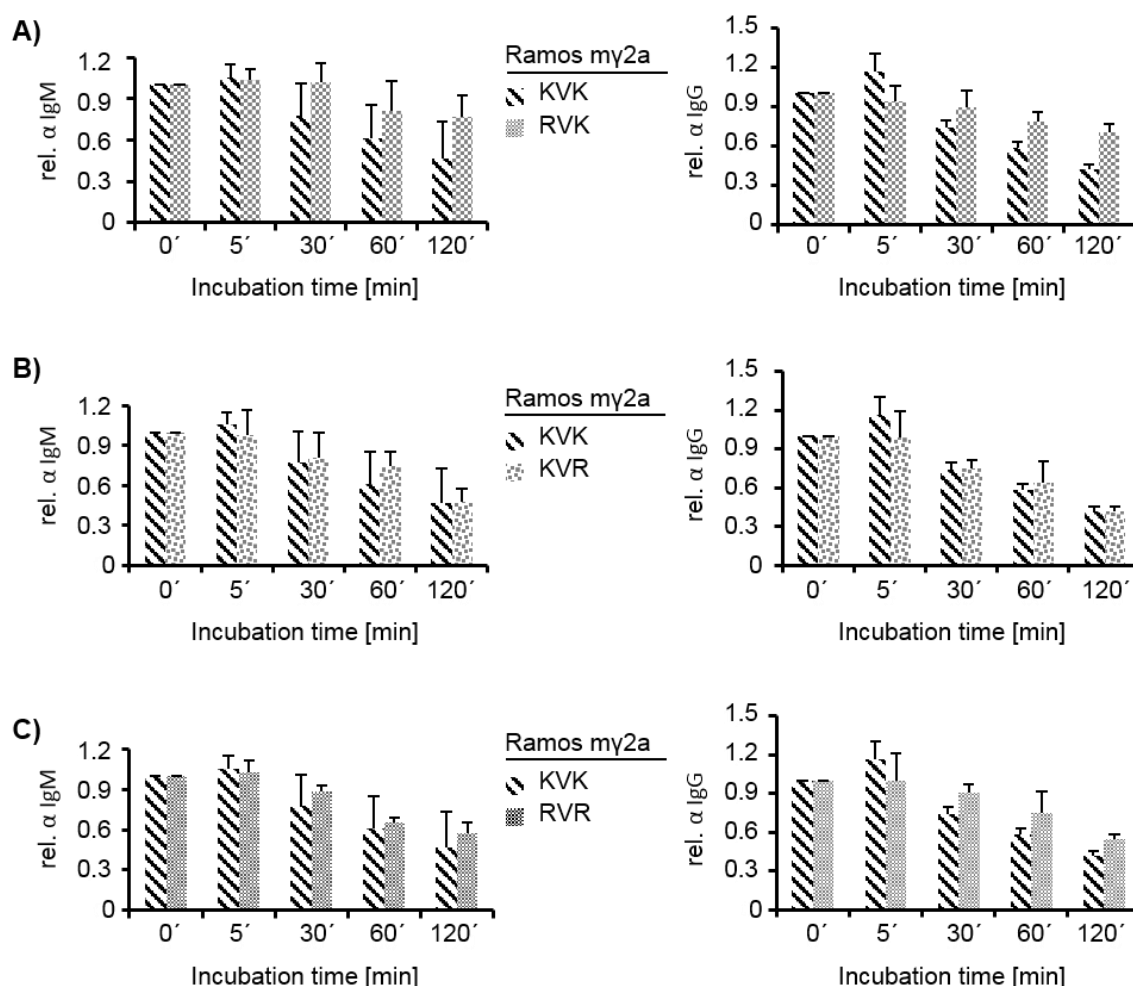 A)
rel. α IgM
1.2
0.9
0.6
0.3
0
0´ 5´ 30´ 60´ 120´
Incubation time [min]
Ramos mγ2a
KVK
RVK
rel. α IgG
1.5
1.2
0.9
0.6
0.3
0
0´ 5´ 30´ 60´ 120´
Incubation time [min]
B)
rel. α IgM
1.2
0.9
0.6
0.3
0
0´ 5´ 30´ 60´ 120´
Incubation time [min]
Ramos mγ2a
KVK
KVR
rel. α IgG
1.5
1.2
0.9
0.6
0.3
0
0´ 5´ 30´ 60´ 120´
Incubation time [min]
C)
rel. α IgM
1.2
0.9
0.6
0.3
0
0´ 5´ 30´ 60´ 120´
Incubation time [min]
Ramos mγ2a
KVK
RVR
rel. α IgG
1.5
1.2
0.9
0.6
0.3
0
0´ 5´ 30´ 60´ 120´
Incubation time [min]